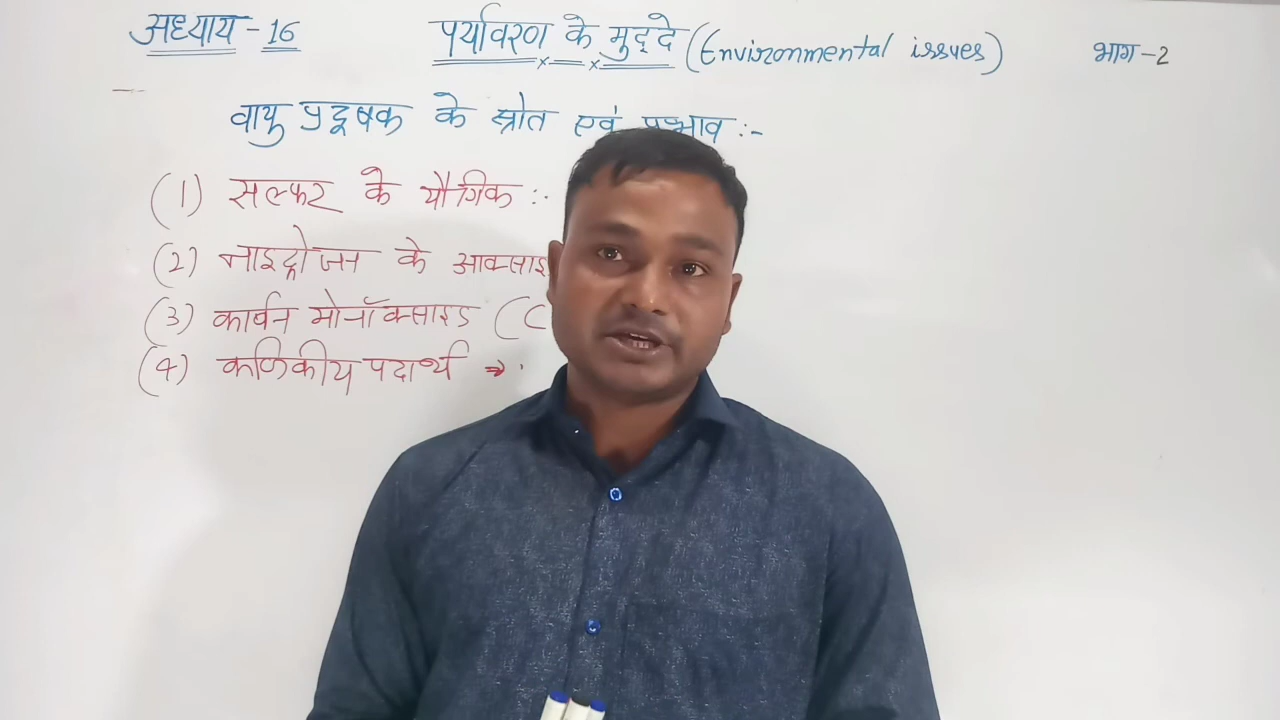 अध्याय - 16 पर्यावरण के मुद्दे (Environmental issues) भाग - 2
वायु प्रदूषक के स्रोत एवं प्रभाव :-
(1) सल्फर के यौगिक :-
(2) नाइट्रोजन के आक्साइ
(3) कार्बन मोनॉक्साइड (C
(4) कणिकीय पदार्थ →